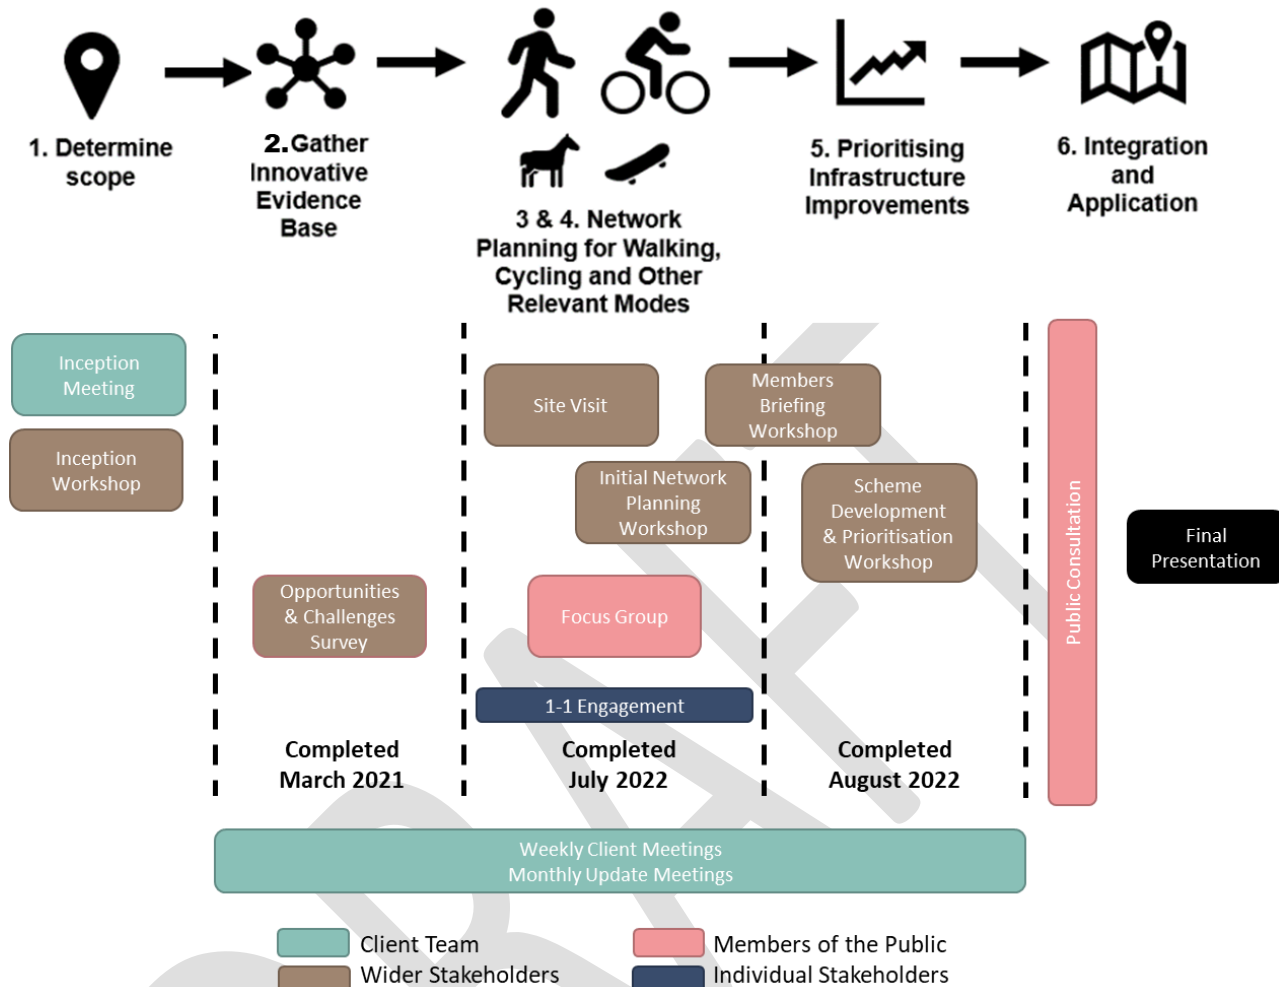 1. Determine
scope
2.Gather
Innovative
Evidence
Base
3 & 4. Network
Planning for Walking,
Cycling and Other
Relevant Modes
5. Prioritising
Infrastructure
Improvements
6. Integration
and
Application
Inception
Meeting
Inception
Workshop
Opportunities
& Challenges
Survey
Site Visit
Members
Briefing
Workshop
Initial Network
Planning
Workshop
Scheme
Development
& Prioritisation
Workshop
Focus Group
1-1 Engagement
Public Consultation
Final
Presentation
Completed
March 2021
Completed
July 2022
Completed
August 2022
Weekly Client Meetings
Monthly Update Meetings
Client Team
Wider Stakeholders
Members of the Public
Individual Stakeholders
DRAFT